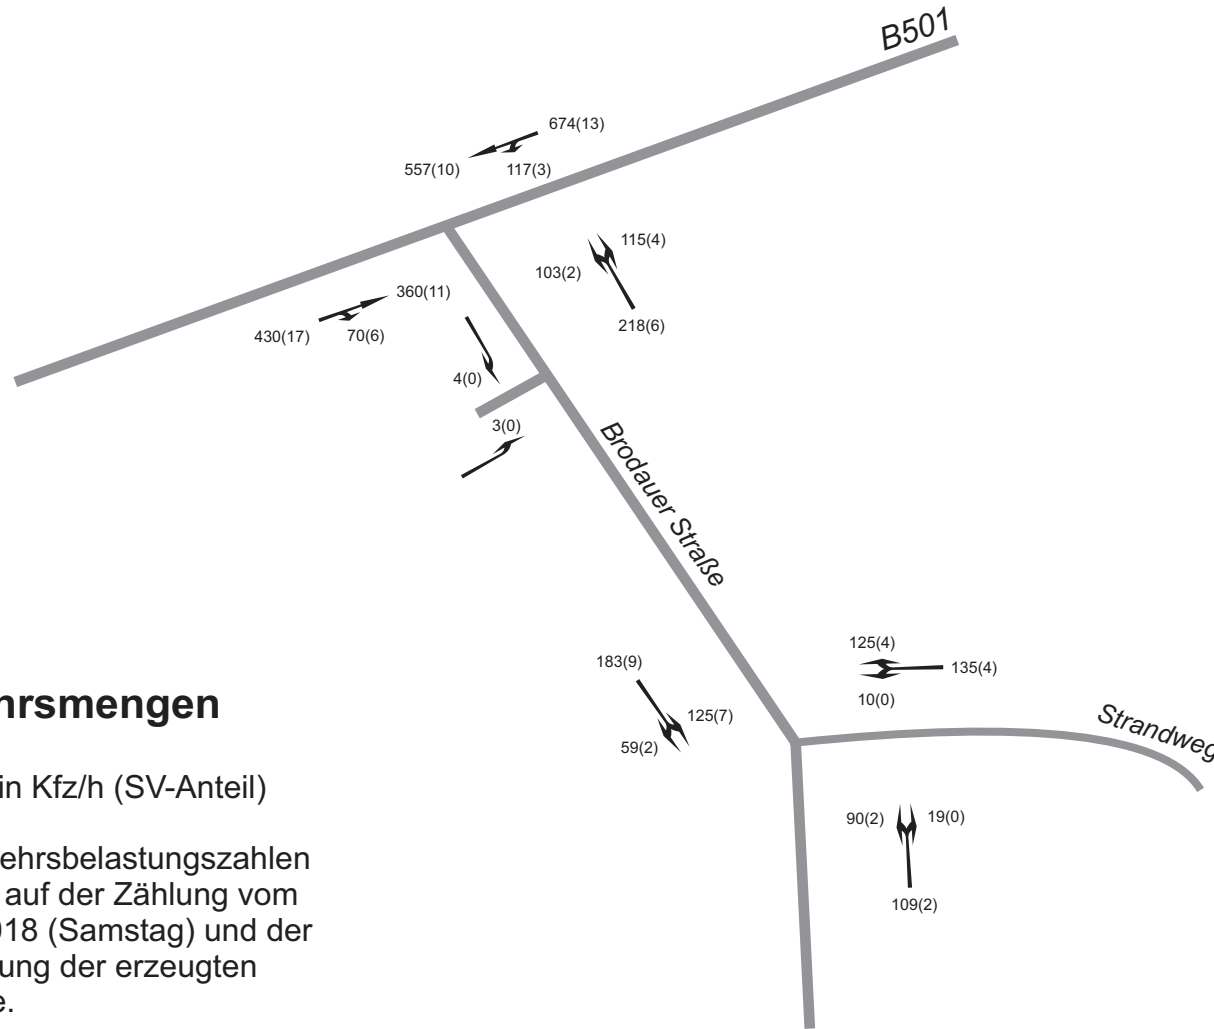 B501
674(13)
557(10)
117(3)
115(4)
103(2)
360(11)
218(6)
430(17)
70(6)
4(0)
3(0)
Brodauer Straße
125(4)
183(9)
135(4)
10(0)
125(7)
59(2)
Strandweg
90(2)
19(0)
109(2)
hrsmengen
in Kfz/h (SV-Anteil)
ehrsbelastungszahlen
auf der Zählung vom
018 (Samstag) und der
ung der erzeugten
e.